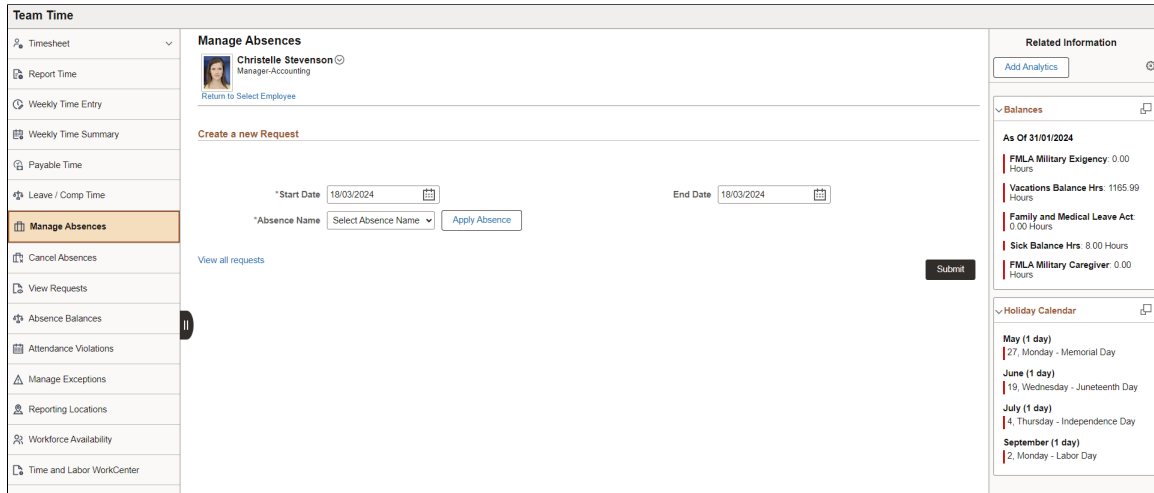 Team Time
Timesheet
Report Time
Weekly Time Entry
Weekly Time Summary
Payable Time
Leave / Comp Time
Manage Absences
Cancel Absences
View Requests
Absence Balances
Attendance Violations
Manage Exceptions
Reporting Locations
Workforce Availability
Time and Labor WorkCenter
Manage Absences
Christelle Stevenson
Manager-Accounting
Return to Select Employee
Create a new Request
*Start Date 18/03/2024 End Date 18/03/2024
*Absence Name Select Absence Name Apply Absence
View all requests
Submit
Related Information
Add Analytics
Balances
As Of 31/01/2024
FMLA Military Exigency: 0.00
Hours
Vacations Balance Hrs: 1165.99
Hours
Family and Medical Leave Act:
0.00 Hours
Sick Balance Hrs: 8.00 Hours
FMLA Military Caregiver: 0.00
Hours
Holiday Calendar
May (1 day)
27, Monday - Memorial Day
June (1 day)
19, Wednesday - Juneteenth Day
July (1 day)
4, Thursday - Independence Day
September (1 day)
2, Monday - Labor Day